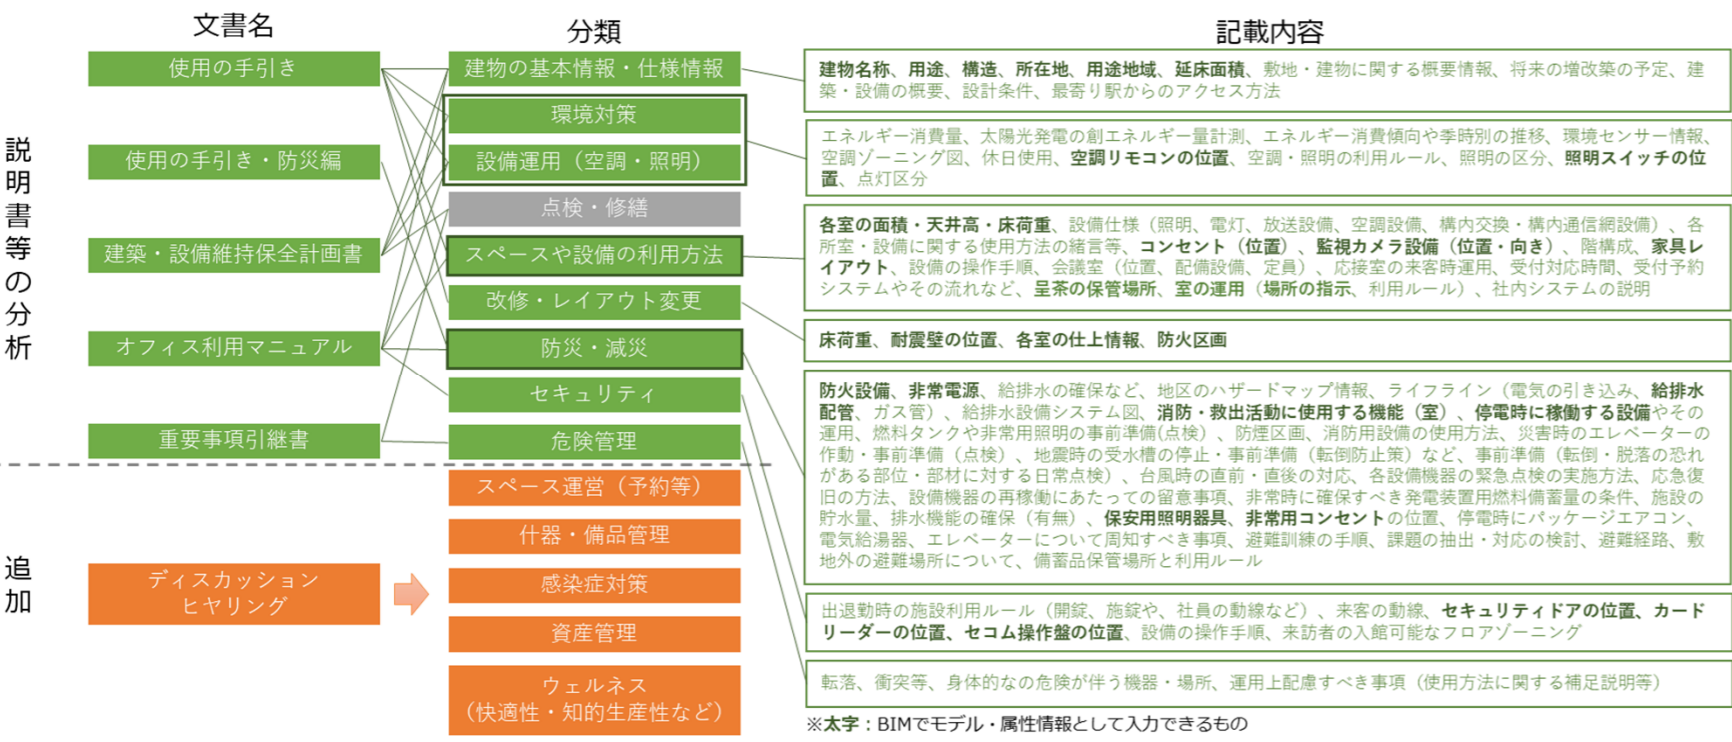 文書名
分類
記載内容
説明書等の分析
使用の手引き
使用の手引き・防災編
建築・設備維持保全計画書
オフィス利用マニュアル
重要事項引継書
建物の基本情報・仕様情報
環境対策
設備運用（空調・照明）
点検・修繕
スペースや設備の利用方法
改修・レイアウト変更
防災・減災
セキュリティ
危険管理
建物名称、用途、構造、所在地、用途地域、延床面積、敷地・建物に関する概要情報、将来の増改築の予定、建
築・設備の概要、設計条件、最寄り駅からのアクセス方法
エネルギー消費量、太陽光発電の創エネルギー量計測、エネルギー消費傾向や季時別の推移、環境センサー情報、
空調ゾーニング図、休日使用、空調リモコンの位置、空調・照明の利用ルール、照明の区分、照明スイッチの位
置、点灯区分
各室の面積・天井高・床荷重、設備仕様（照明、電灯、放送設備、空調設備、構内交換・構内通信網設備）、各
所室・設備に関する使用方法の緒言等、コンセント（位置）、監視カメラ設備（位置・向き）、階構成、家具レ
イアウト、設備の操作手順、会議室（位置、配備設備、定員）、応接室の来客時運用、受付対応時間、受付予約
システムやその流れなど、呈茶の保管場所、室の運用（場所の指示、利用ルール）、社内システムの説明
床荷重、耐震壁の位置、各室の仕上情報、防火区画
防火設備、非常電源、給排水の確保など、地区のハザードマップ情報、ライフライン（電気の引き込み、給排水
配管、ガス管）、給排水設備システム図、消防・救出活動に使用する機能（室）、停電時に稼働する設備やその
運用、燃料タンクや非常用照明の事前準備(点検）、防煙区画、消防用設備の使用方法、災害時のエレベーターの
作動・事前準備（点検）、地震時の受水槽の停止・事前準備（転倒防止策）など、事前準備（転倒・脱落の恐れ
がある部位・部材に対する日常点検）、台風時の直前・直後の対応、各設備機器の緊急点検の実施方法、応急復
旧の方法、設備機器の再稼働にあたっての留意事項、非常時に確保すべき発電装置用燃料備蓄量の条件、施設の
貯水量、排水機能の確保（有無）、保安用照明器具、非常用コンセントの位置、停電時にパッケージエアコン、
電気給湯器、エレベーターについて周知すべき事項、避難訓練の手順、課題の抽出・対応の検討、避難経路、敷
地外の避難場所について、備蓄品保管場所と利用ルール
出退勤時の施設利用ルール（開錠、施錠や、社員の動線など）、来客の動線、セキュリティドアの位置、カード
リーダーの位置、セコム操作盤の位置、設備の操作手順、来訪者の入館可能なフロアゾーニング
転落、衝突等、身体的なの危険が伴う機器・場所、運用上配慮すべき事項（使用方法に関する補足説明等）
※太字：BIMでモデル・属性情報として入力できるもの
追加
ディスカッション
ヒヤリング
スペース運営（予約等）
什器・備品管理
感染症対策
資産管理
ウェルネス
（快適性・知的生産性など）